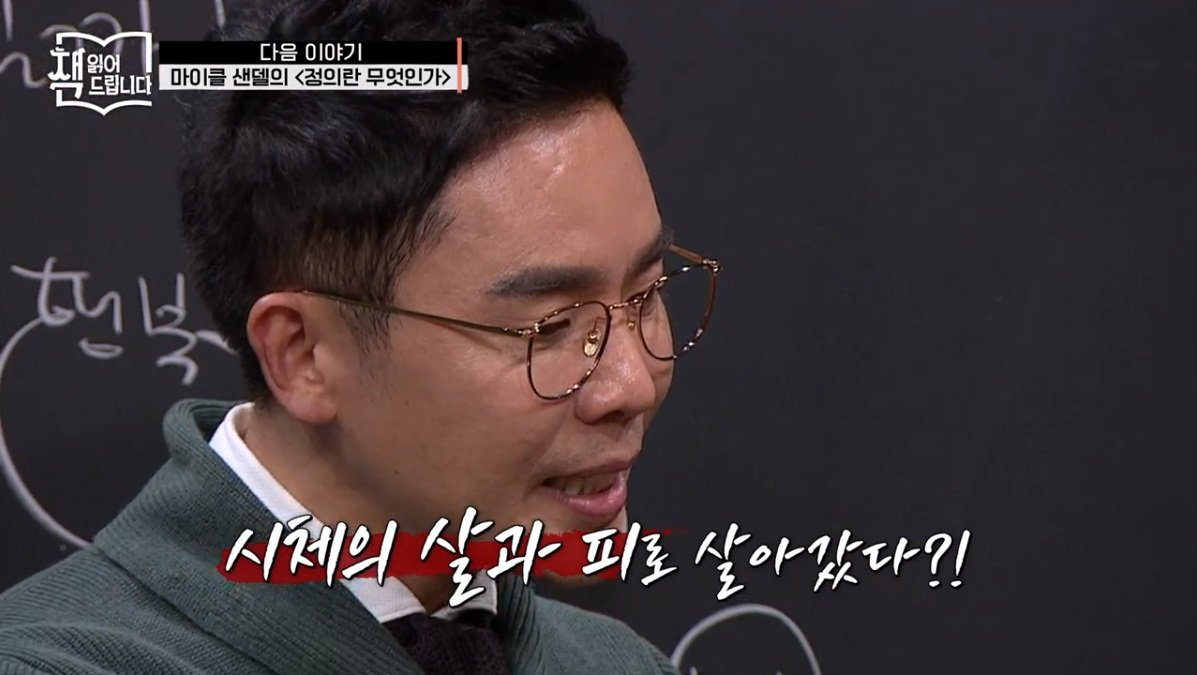 책 읽어
드립니다
다음 이야기
마이클 샌델의 <정의란 무엇인가>
행복
시체의 살과 피로 살아갔다?!